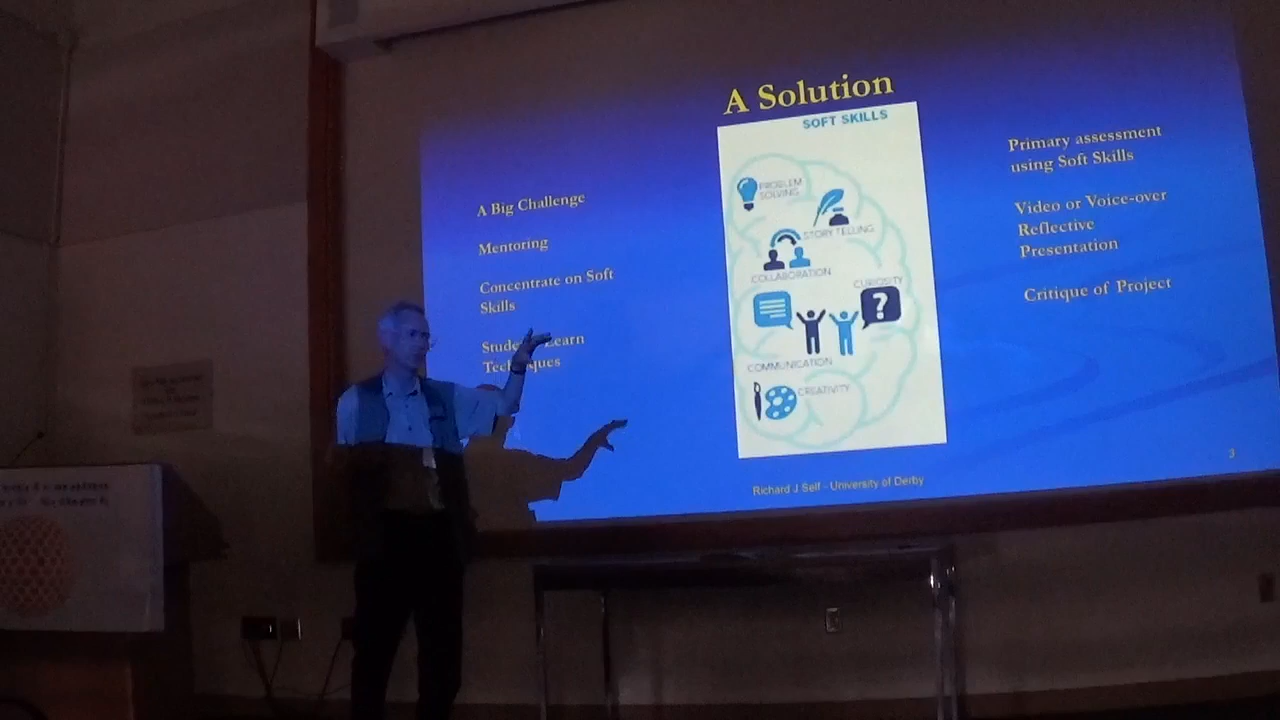 A Solution
A Big Challenge
Mentoring
Concentrate on Soft
Skills
Learn
SOFT SKILLS
PROBLEM
SOLVING
STORY TELLING
COLLABORATION
CURIOSITY
?
COMMUNICATION
CREATIVITY
Primary assessment
using Soft Skills
Video or Voice-over
Reflective
Presentation
Critique of Project
Richard J Self - University of Derby
3